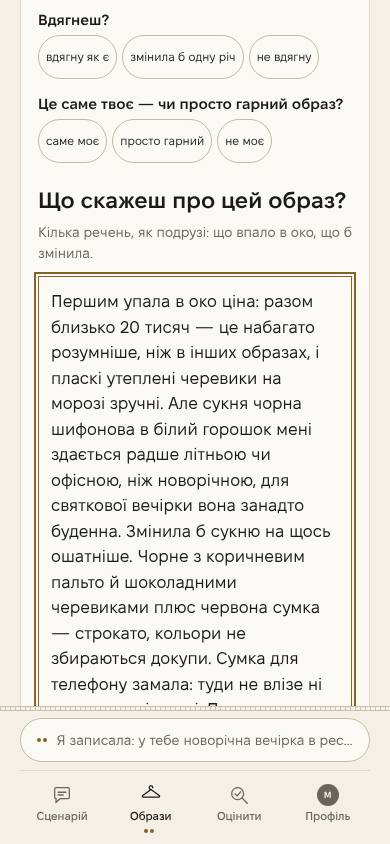 Вдягнеш?
вдягну як є
змінила б одну річ
не вдягну
Це саме твоє — чи просто гарний образ?
саме моє
просто гарний
не моє
Що скажеш про цей образ?
Кілька речень, як подрузі: що впало в око, що б
змінила.
Першим упала в око ціна: разом
близько 20 тисяч — це набагато
розумніше, ніж в інших образах, і
пласкі утеплені черевики на
морозі зручні. Але сукня чорна
шифонова в білий горошок мені
здається радше літньою чи
офісною, ніж новорічною, для
святкової вечірки вона занадто
буденна. Змінила б сукню на щось
ошатніше. Чорне з коричневим
пальто й шоколадними
черевиками плюс червона сумка
— строкато, кольори не
збираються докупи. Сумка для
телефону замала: туди не влізе ні
Я записала: у тебе новорічна вечірка в рес...
Сценарій
Образи
Оцінити
М
Профіль